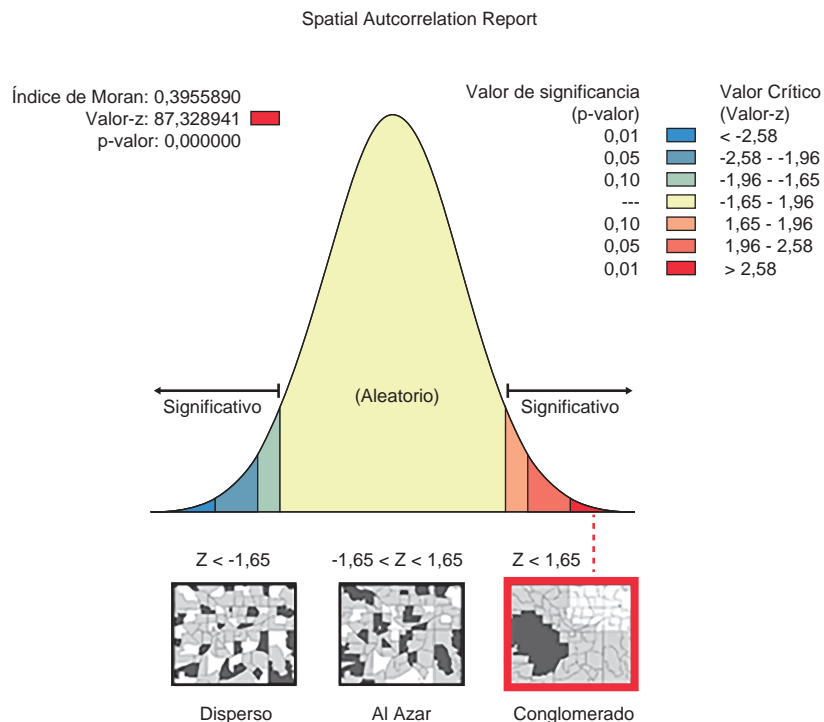 Spatial Autcorrelation Report
Índice de Moran: 0,3955890
Valor-z: 87,328941
p-valor: 0,000000
Valor de significancia
(p-valor)
Valor Crítico
(Valor-z)
0,01 < -2,58
0,05 -2,58 - -1,96
0,10 -1,96 - -1,65
--- -1,65 - 1,96
0,10 1,65 - 1,96
0,05 1,96 - 2,58
0,01 > 2,58
Significativo
(Aleatorio)
Significativo
Z < -1,65
-1,65 < Z < 1,65
Z < 1,65
Disperso
Al Azar
Conglomerado